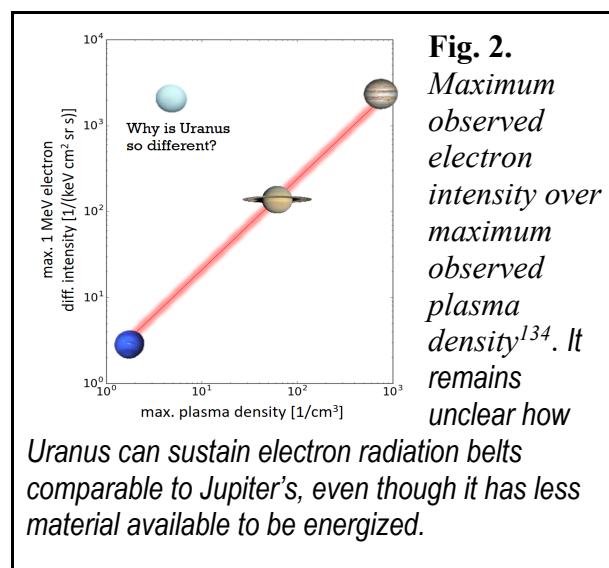 10⁴
10³
10²
10¹
10⁰
max. 1 MeV electron
diff. intensity [1/(keV cm² sr s)]
Why is Uranus
so different?
10⁰ 10¹ 10² 10³
max. plasma density [1/cm³]
Fig. 2.
Maximum
observed
electron
intensity over
maximum
observed
plasma
density¹³⁴. It
remains
unclear how
Uranus can sustain electron radiation belts
comparable to Jupiter’s, even though it has less
material available to be energized.